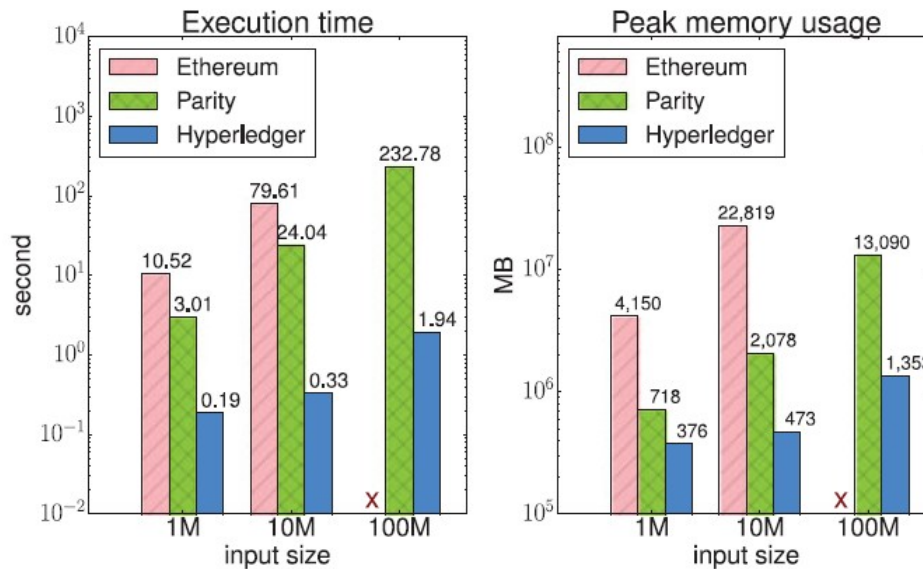 Execution time
10^4
10^3
10^2
10^1
10^0
10^-1
10^-2
second
Ethereum
Parity
Hyperledger
10.52
3.01
0.19
79.61
24.04
0.33
X
232.78
1.94
1M
10M
100M
input size
Peak memory usage
10^8
10^7
10^6
10^5
MB
Ethereum
Parity
Hyperledger
4,150
718
376
22,819
2,078
473
X
13,090
1M
10M
100M
input size